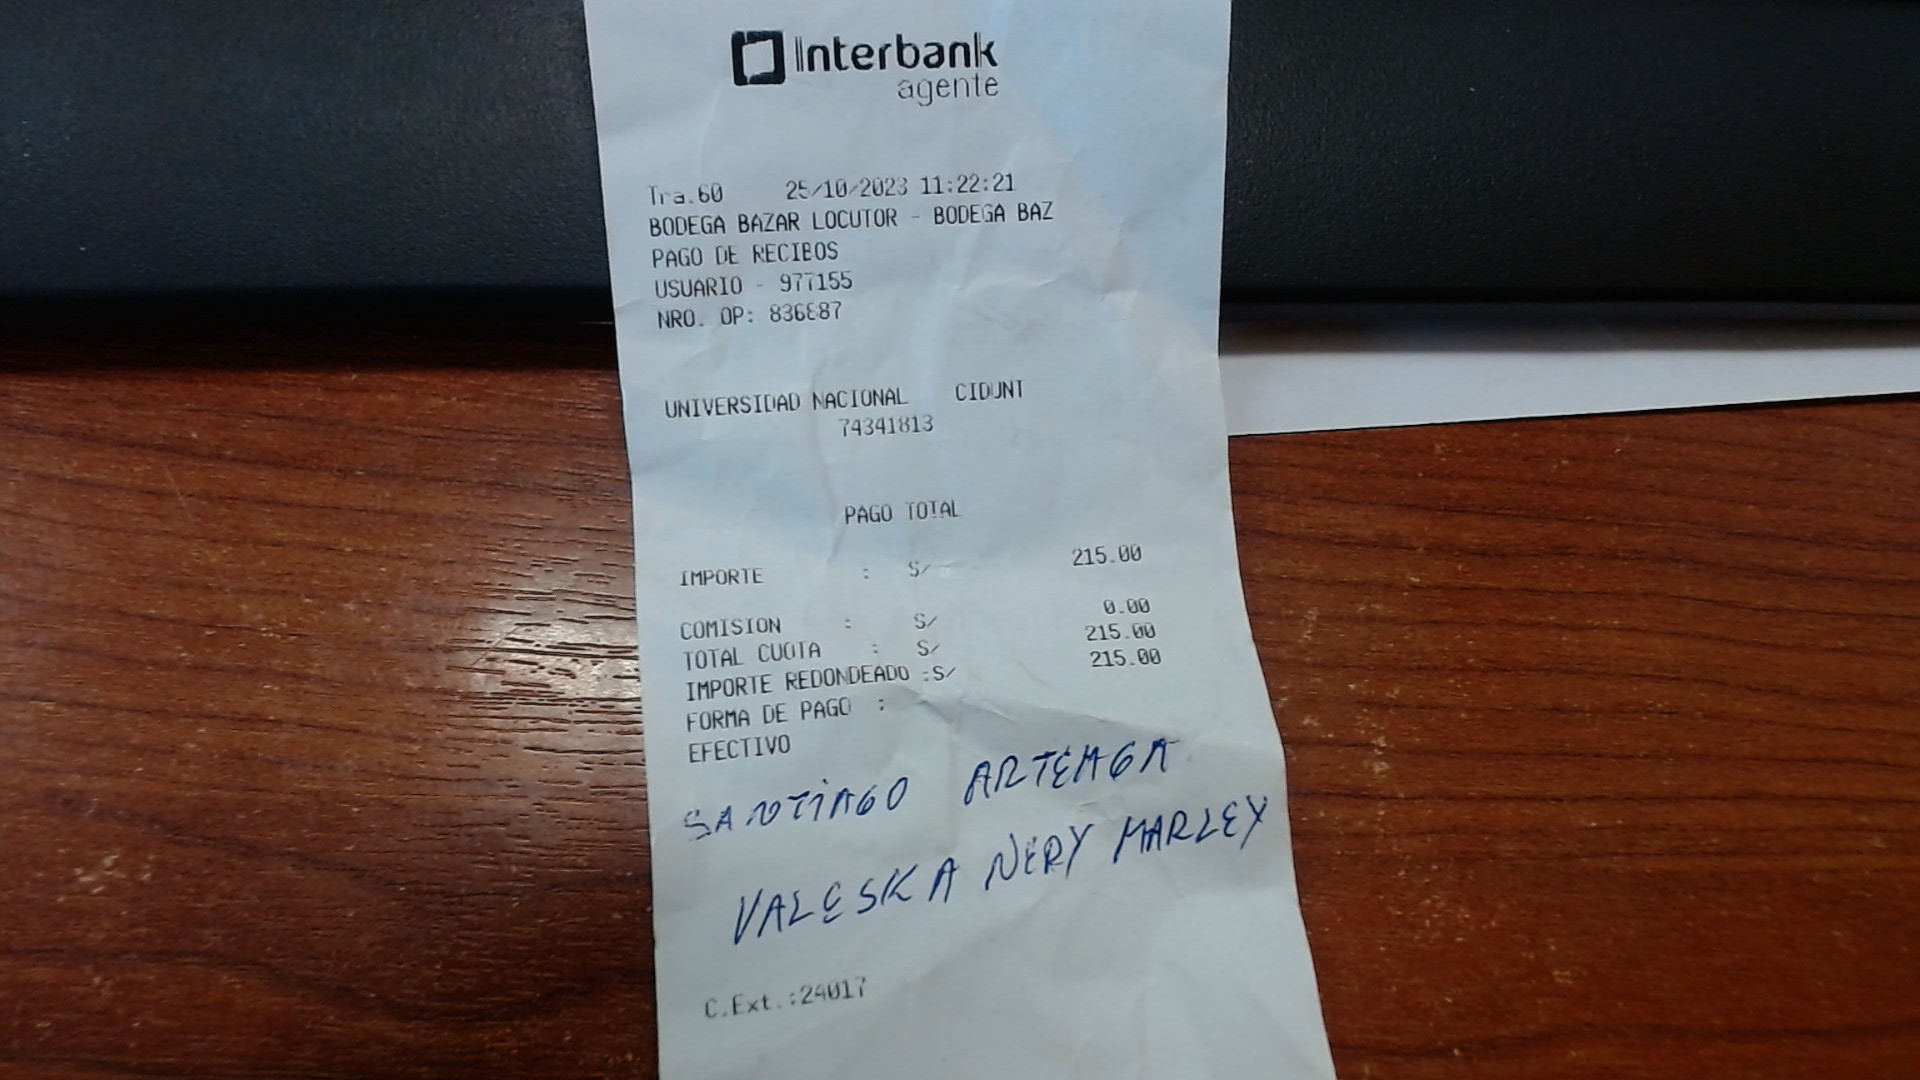 Interbank
agente
Tra.60 25/10/2023 11:22:21
BODEGA BAZAR LOCUTOR - BODEGA BAZ
PAGO DE RECIBOS
USUARIO - 977155
NRO. OP: 836887
UNIVERSIDAD NACIONAL CIDUNT
74341813
PAGO TOTAL
IMPORTE : S/ 215.00
COMISION : S/ 0.00
TOTAL CUOTA : S/ 215.00
IMPORTE REDONDEADO :S/ 215.00
FORMA DE PAGO :
EFECTIVO
SANTIAGO ARTEAGA
VALESKA NERY MARLEY
C.Ext.:24017